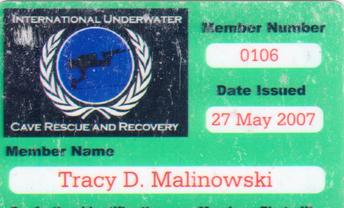 INTERNATIONAL UNDERWATER
CAVE RESCUE AND RECOVERY
Member Number
0106
Date Issued
27 May 2007
Member Name
Tracy D. Malinowski